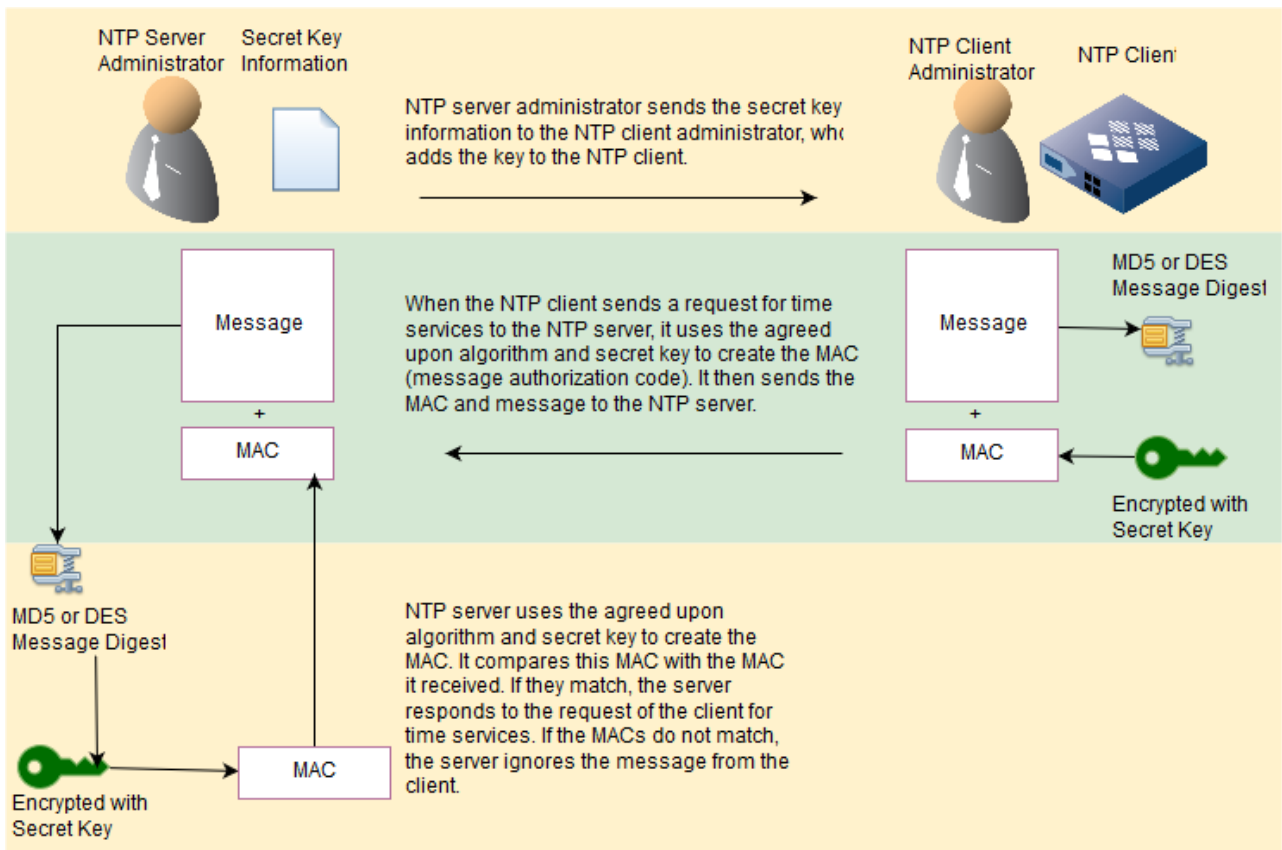 NTP Server
Administrator
Secret Key
Information
NTP server administrator sends the secret key
information to the NTP client administrator, who
adds the key to the NTP client.
NTP Client
Administrator
NTP Client
Message
+
MAC
When the NTP client sends a request for time
services to the NTP server, it uses the agreed
upon algorithm and secret key to create the MAC
(message authorization code). It then sends the
MAC and message to the NTP server.
Message
+
MAC
MD5 or DES
Message Digest
Encrypted with
Secret Key
MD5 or DES
Message Digest
Encrypted with
Secret Key
MAC
NTP server uses the agreed upon
algorithm and secret key to create the
MAC. It compares this MAC with the MAC
it received. If they match, the server
responds to the request of the client for
time services. If the MACs do not match,
the server ignores the message from the
client.